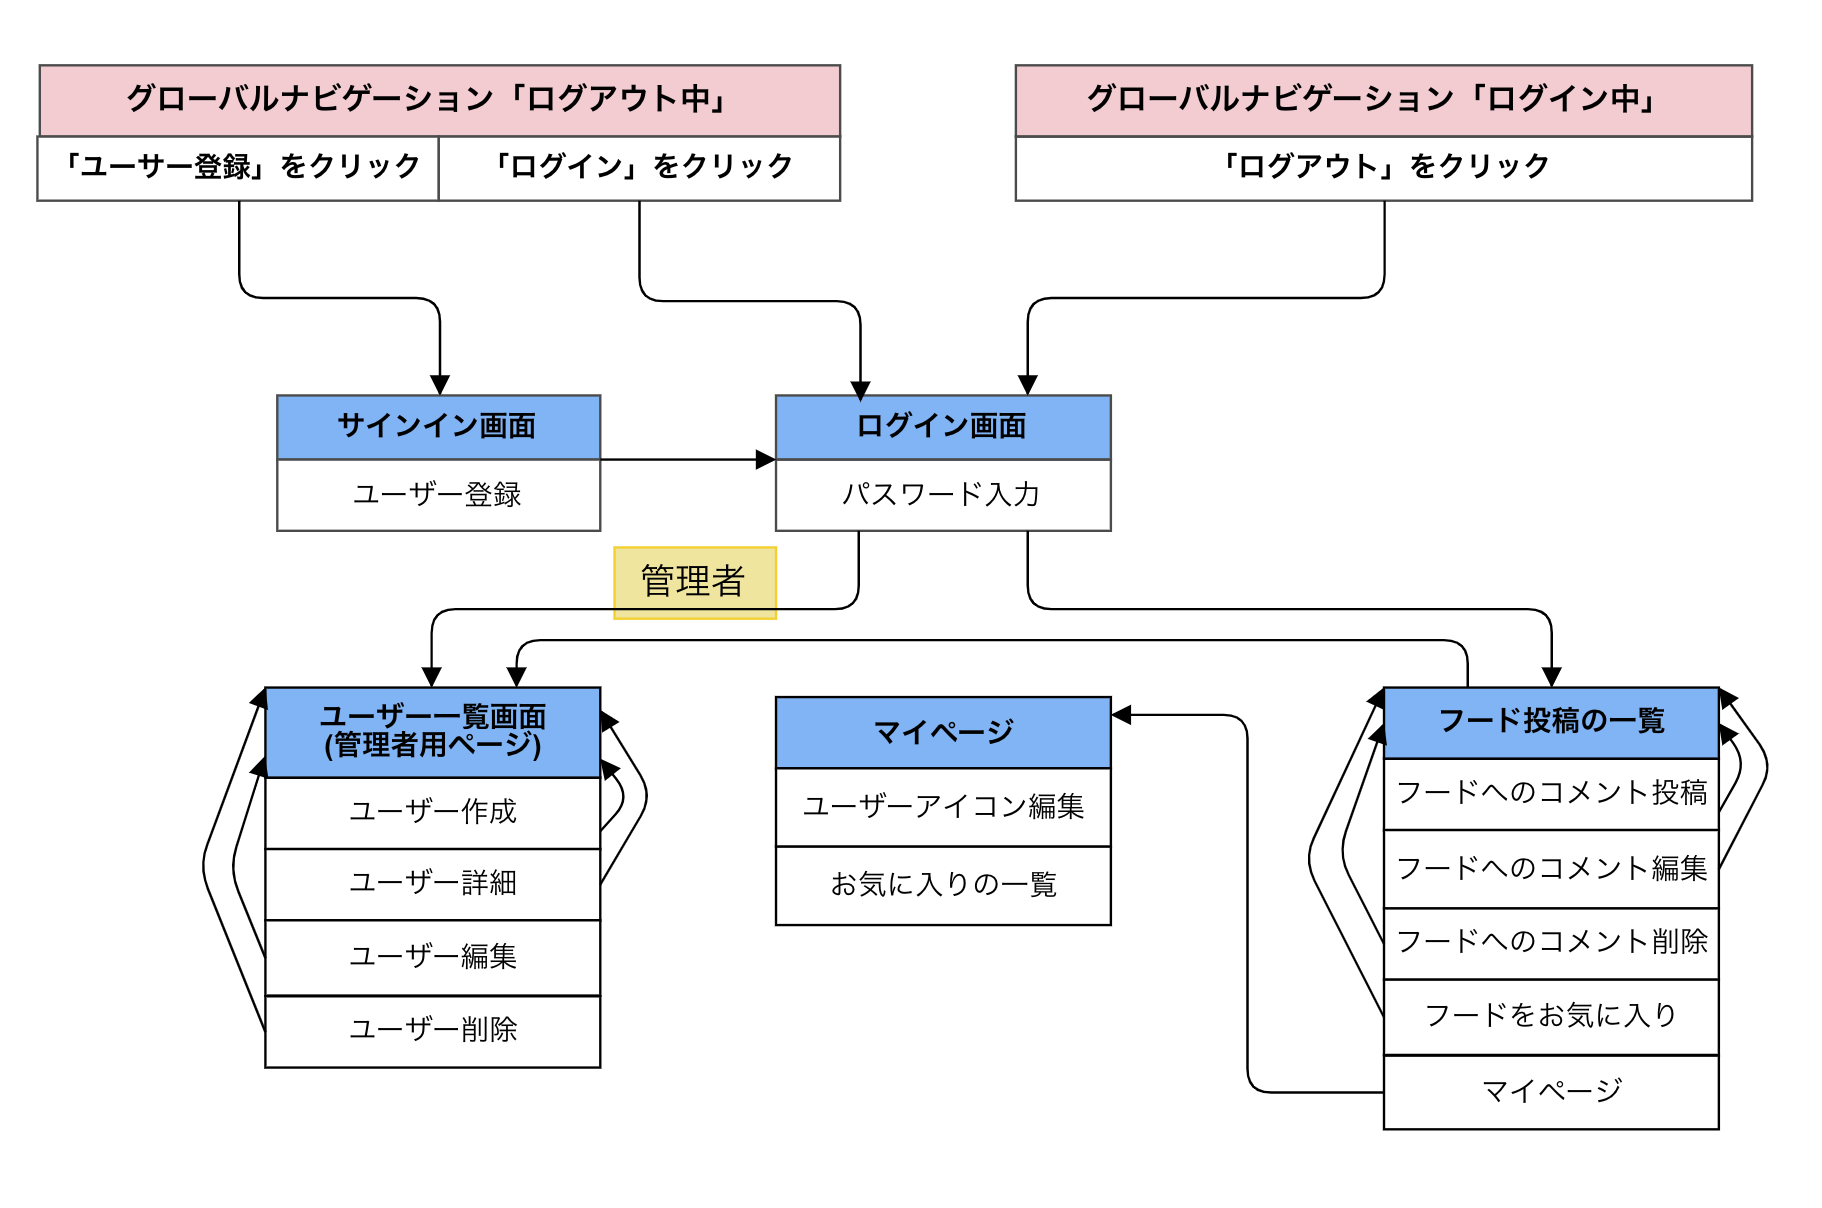 グローバルナビゲーション「ログアウト中」
「ユーサー登録」をクリック
「ログイン」をクリック
グローバルナビゲーション「ログイン中」
「ログアウト」をクリック
サインイン画面
ユーザー登録
ログイン画面
パスワード入力
管理者
ユーザー一覧画面
(管理者用ページ)
ユーザー作成
ユーザー詳細
ユーザー編集
ユーザー削除
マイページ
ユーザーアイコン編集
お気に入りの一覧
フード投稿の一覧
フードへのコメント投稿
フードへのコメント編集
フードへのコメント削除
フードをお気に入り
マイページ